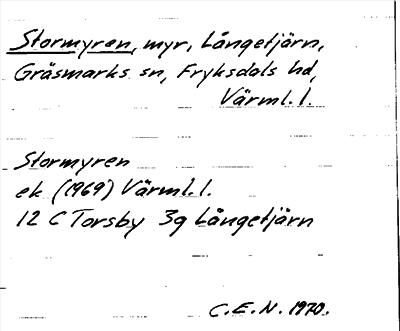 Stormyren, myr, Långetjärn,
Gräsmarks sn, Fryksdals hd,
Värml. l.
Stormyren
ek (1969) Värml. l.
12 C Torsby 3g Långetjärn
C.E.N. 1970.